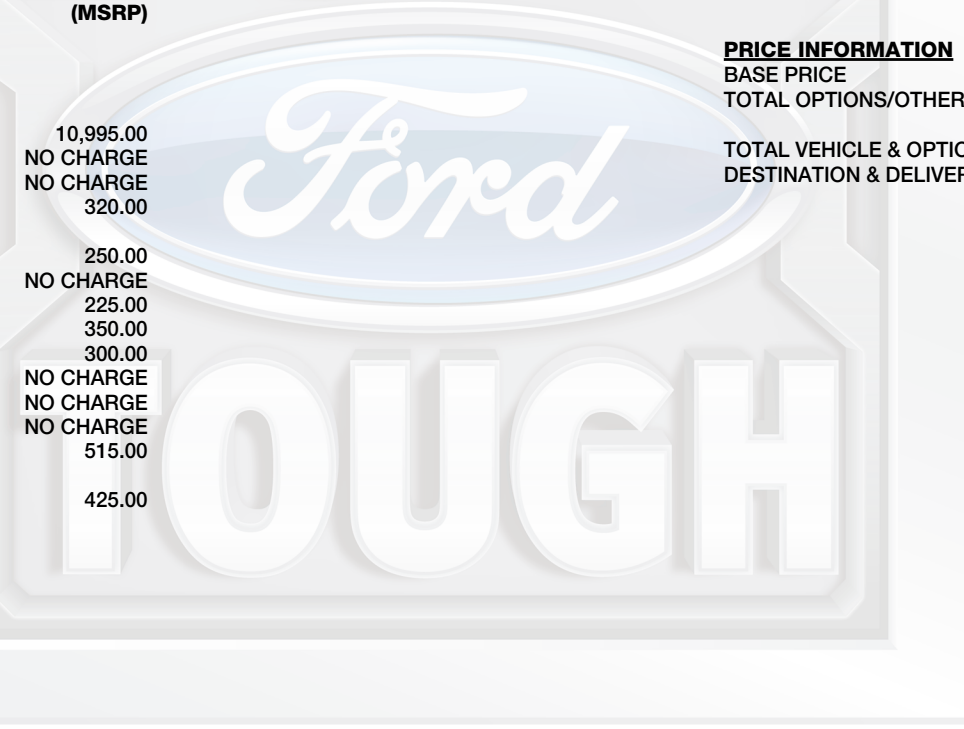 (MSRP)
10,995.00
NO CHARGE
NO CHARGE
320.00
250.00
NO CHARGE
225.00
350.00
300.00
NO CHARGE
NO CHARGE
NO CHARGE
515.00
425.00
PRICE INFORMATION
BASE PRICE
TOTAL OPTIONS/OTHER
TOTAL VEHICLE & OPTIO
DESTINATION & DELIVER
Ford
TOUGH